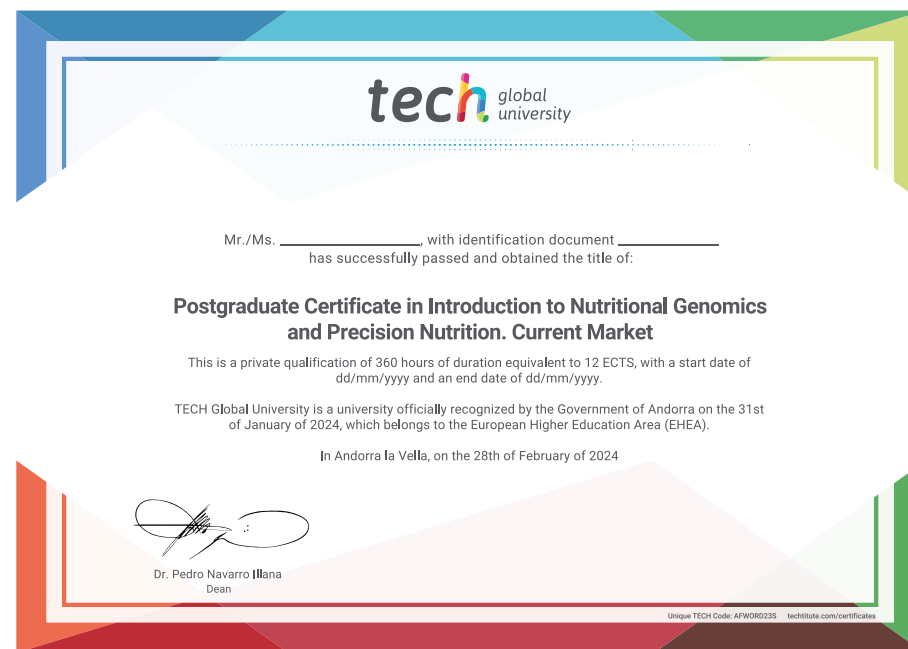 tech global
university
Mr./Ms. ____________________, with identification document ______________
has successfully passed and obtained the title of:
Postgraduate Certificate in Introduction to Nutritional Genomics
and Precision Nutrition. Current Market
This is a private qualification of 360 hours of duration equivalent to 12 ECTS, with a start date of
dd/mm/yyyy and an end date of dd/mm/yyyy.
TECH Global University is a university officially recognized by the Government of Andorra on the 31st
of January of 2024, which belongs to the European Higher Education Area (EHEA).
In Andorra la Vella, on the 28th of February of 2024
Dr. Pedro Navarro Illana
Dean
Unique TECH Code: AFWORD23S techtitute.com/certificates